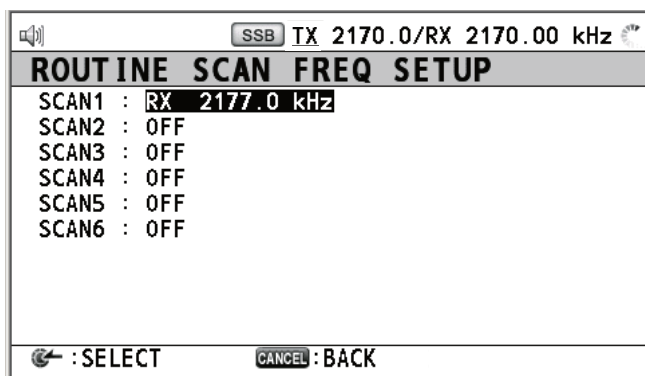 SSB TX 2170.0/RX 2170.00 kHz
ROUTINE SCAN FREQ SETUP
SCAN1 : RX 2177.0 kHz
SCAN2 : OFF
SCAN3 : OFF
SCAN4 : OFF
SCAN5 : OFF
SCAN6 : OFF
:SELECT CANCEL:BACK